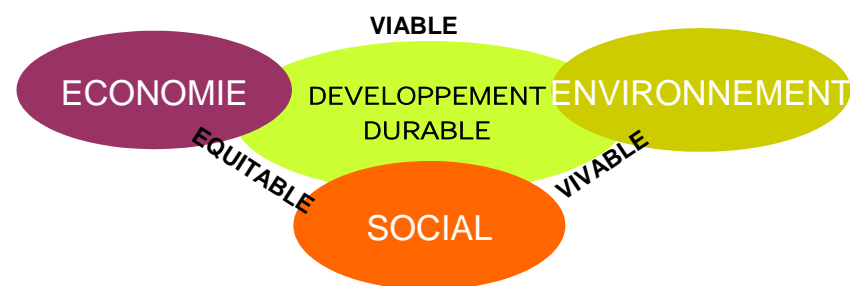 VIABLE
ECONOMIE
DEVELOPPEMENT
DURABLE
ENVIRONNEMENT
EQUITABLE
VIVABLE
SOCIAL